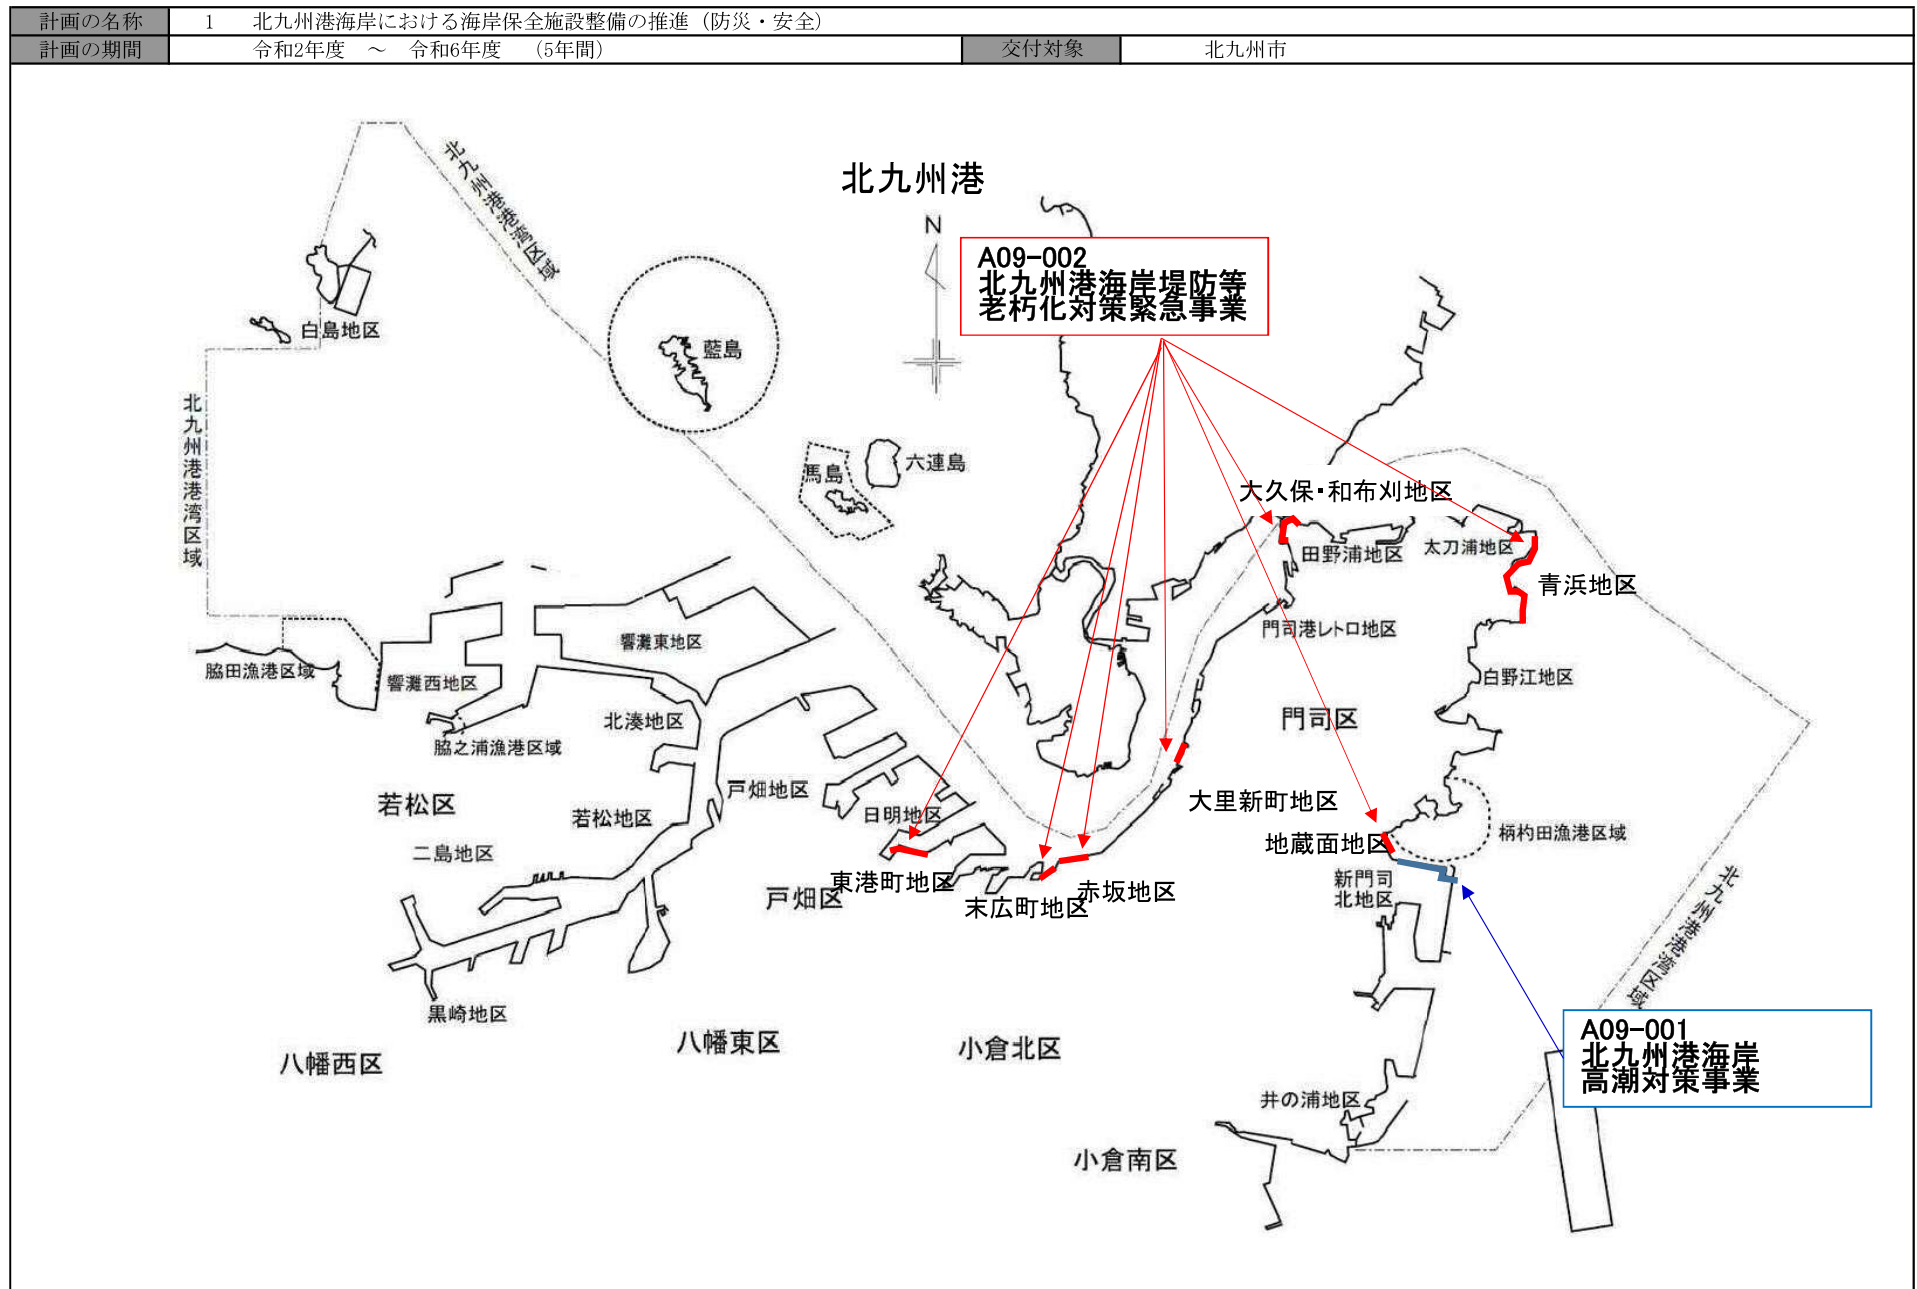 計画の名称 1 北九州港海岸における海岸保全施設整備の推進（防災・安全）
計画の期間 令和2年度 ～ 令和6年度 （5年間） 交付対象 北九州市
北九州港
N
北九州港港湾区域
A09-002
北九州港海岸堤防等
老朽化対策緊急事業
白島地区
藍島
北九州港港湾区域
馬島
六連島
大久保・和布刈地区
田野浦地区
太刀浦地区
青浜地区
門司港レトロ地区
響灘東地区
脇田漁港区域
響灘西地区
白野江地区
北湊地区
門司区
脇之浦漁港区域
戸畑地区
若松区
若松地区
日明地区
大里新町地区
柄杓田漁港区域
地蔵面地区
二島地区
東港町地区
新門司
北地区
赤坂地区
戸畑区
末広町地区
北九州港港湾区域
黒崎地区
A09-001
北九州港海岸
高潮対策事業
八幡東区
小倉北区
八幡西区
井の浦地区
小倉南区